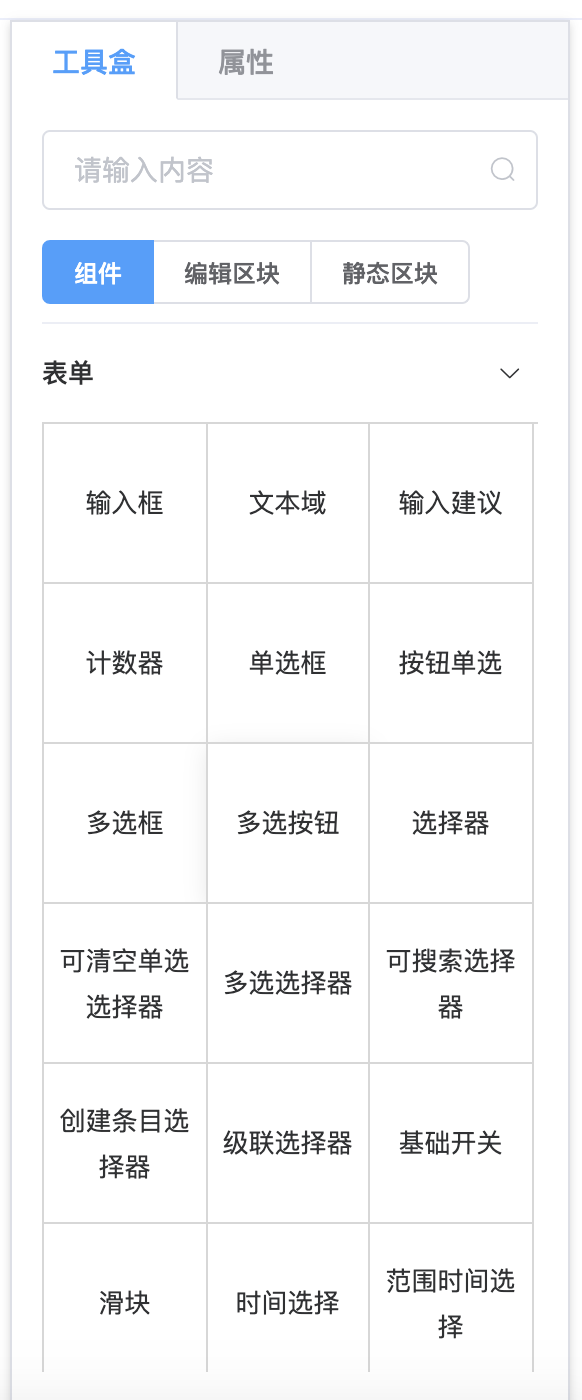 工具盒 属性
请输入内容
组件 编辑区块 静态区块
表单
输入框 文本域 输入建议
计数器 单选框 按钮单选
多选框 多选按钮 选择器
可清空单选
选择器
多选选择器
可搜索选择
器
创建条目选
择器
级联选择器
基础开关
滑块
时间选择
范围时间选
择